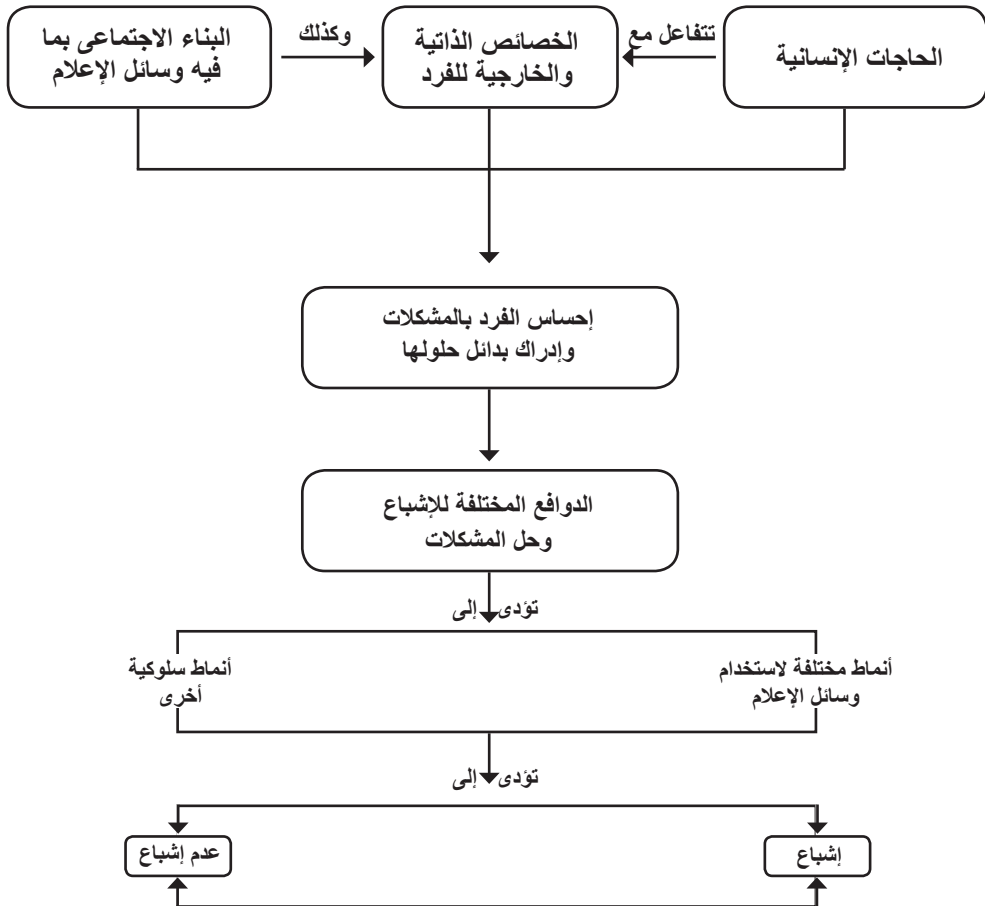 الحاجات الإنسانية
تتفاعل مع
الخصائص الذاتية
والخارجية للفرد
وكذلك
البناء الاجتماعى بما
فيه وسائل الإعلام
إحساس الفرد بالمشكلات
وإدراك بدائل حلولها
الدوافع المختلفة للإشباع
وحل المشكلات
تؤدى إلى
أنماط مختلفة لاستخدام
وسائل الإعلام
أنماط سلوكية
أخرى
تؤدى إلى
إشباع
عدم إشباع